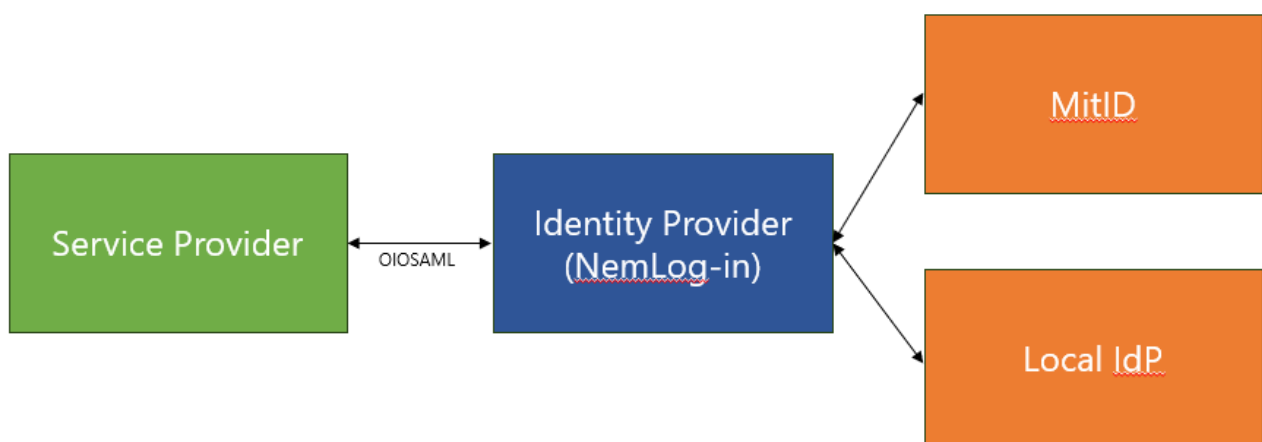 Service Provider
OIOSAML
Identity Provider
(NemLog-in)
MitID
Local IdP